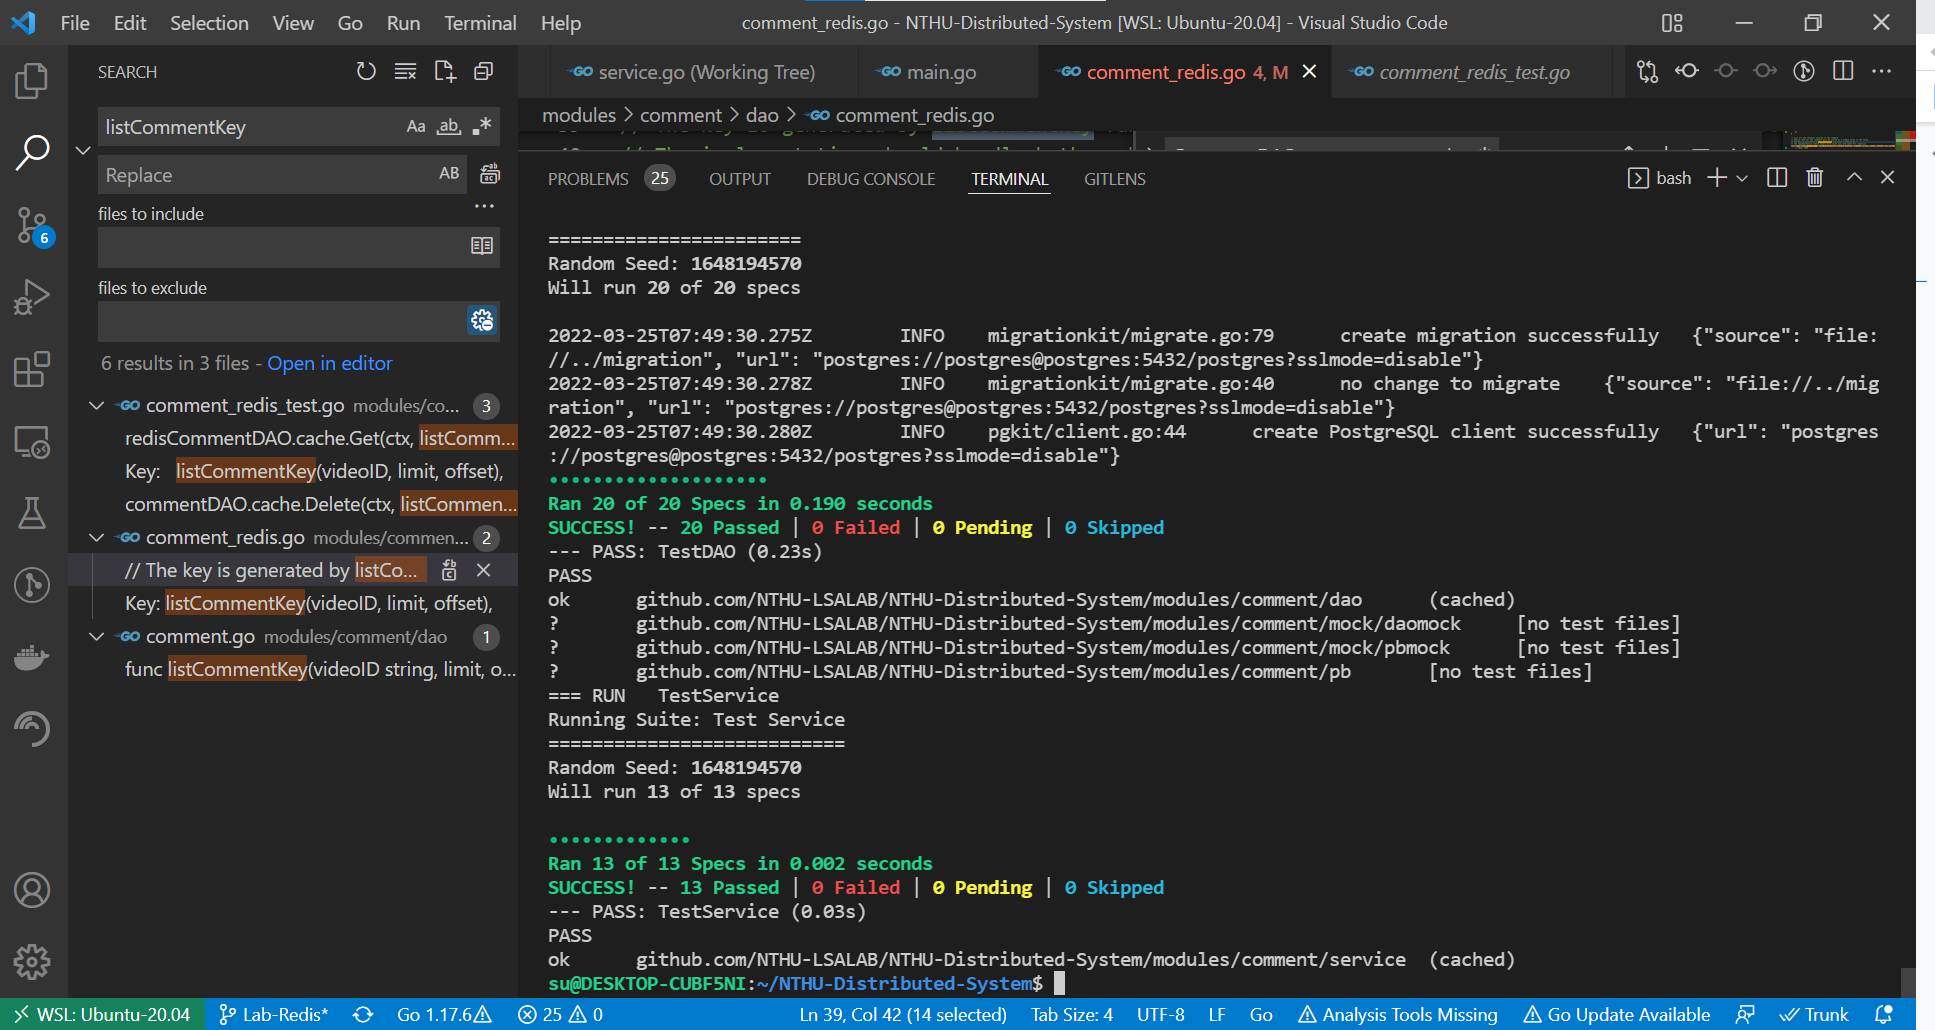 File Edit Selection View Go Run Terminal Help
comment_redis.go - NTHU-Distributed-System [WSL: Ubuntu-20.04] - Visual Studio Code
SEARCH
listCommentKey
Aa ab .*
Replace
AB
files to include
files to exclude
6 results in 3 files - Open in editor
comment_redis_test.go modules/co... 3
redisCommentDAO.cache.Get(ctx, listComm...
Key: listCommentKey(videoID, limit, offset),
commentDAO.cache.Delete(ctx, listCommen...
comment_redis.go modules/commen... 2
// The key is generated by listCo...
Key: listCommentKey(videoID, limit, offset),
comment.go modules/comment/dao 1
func listCommentKey(videoID string, limit, o...
6
service.go (Working Tree)
main.go
comment_redis.go 4, M
comment_redis_test.go
modules > comment > dao > comment_redis.go
PROBLEMS 25 OUTPUT DEBUG CONSOLE TERMINAL GITLENS
bash
=======================
Random Seed: 1648194570
Will run 20 of 20 specs
2022-03-25T07:49:30.275Z INFO migrationkit/migrate.go:79 create migration successfully {"source": "file:
//../migration", "url": "postgres://postgres@postgres:5432/postgres?sslmode=disable"}
2022-03-25T07:49:30.278Z INFO migrationkit/migrate.go:40 no change to migrate {"source": "file://../mig
ration", "url": "postgres://postgres@postgres:5432/postgres?sslmode=disable"}
2022-03-25T07:49:30.280Z INFO pgkit/client.go:44 create PostgreSQL client successfully {"url": "postgres
://postgres@postgres:5432/postgres?sslmode=disable"}
••••••••••••••••••••
Ran 20 of 20 Specs in 0.190 seconds
SUCCESS! -- 20 Passed | 0 Failed | 0 Pending | 0 Skipped
--- PASS: TestDAO (0.23s)
PASS
ok github.com/NTHU-LSALAB/NTHU-Distributed-System/modules/comment/dao (cached)
? github.com/NTHU-LSALAB/NTHU-Distributed-System/modules/comment/mock/daomock [no test files]
? github.com/NTHU-LSALAB/NTHU-Distributed-System/modules/comment/mock/pbmock [no test files]
? github.com/NTHU-LSALAB/NTHU-Distributed-System/modules/comment/pb [no test files]
=== RUN TestService
Running Suite: Test Service
===========================
Random Seed: 1648194570
Will run 13 of 13 specs
•••••••••••••
Ran 13 of 13 Specs in 0.002 seconds
SUCCESS! -- 13 Passed | 0 Failed | 0 Pending | 0 Skipped
--- PASS: TestService (0.03s)
PASS
ok github.com/NTHU-LSALAB/NTHU-Distributed-System/modules/comment/service (cached)
su@DESKTOP-CUBF5NI:~/NTHU-Distributed-System$
WSL: Ubuntu-20.04 Lab-Redis* Go 1.17.6 25 0 Ln 39, Col 42 (14 selected) Tab Size: 4 UTF-8 LF Go Analysis Tools Missing Go Update Available Trunk